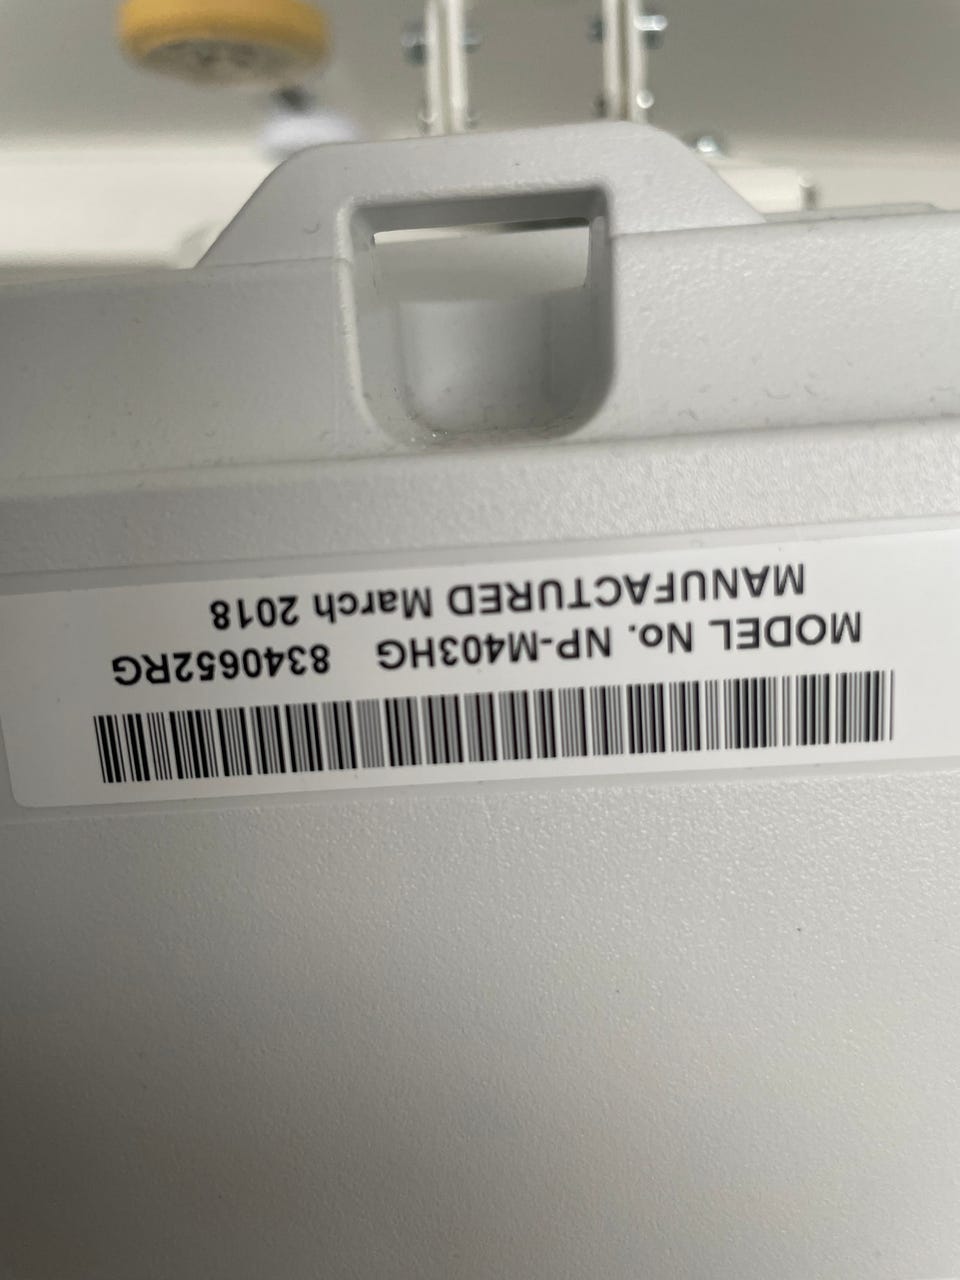 MODEL No. NP-M403HG 8340652RG
MANUFACTURED March 2018